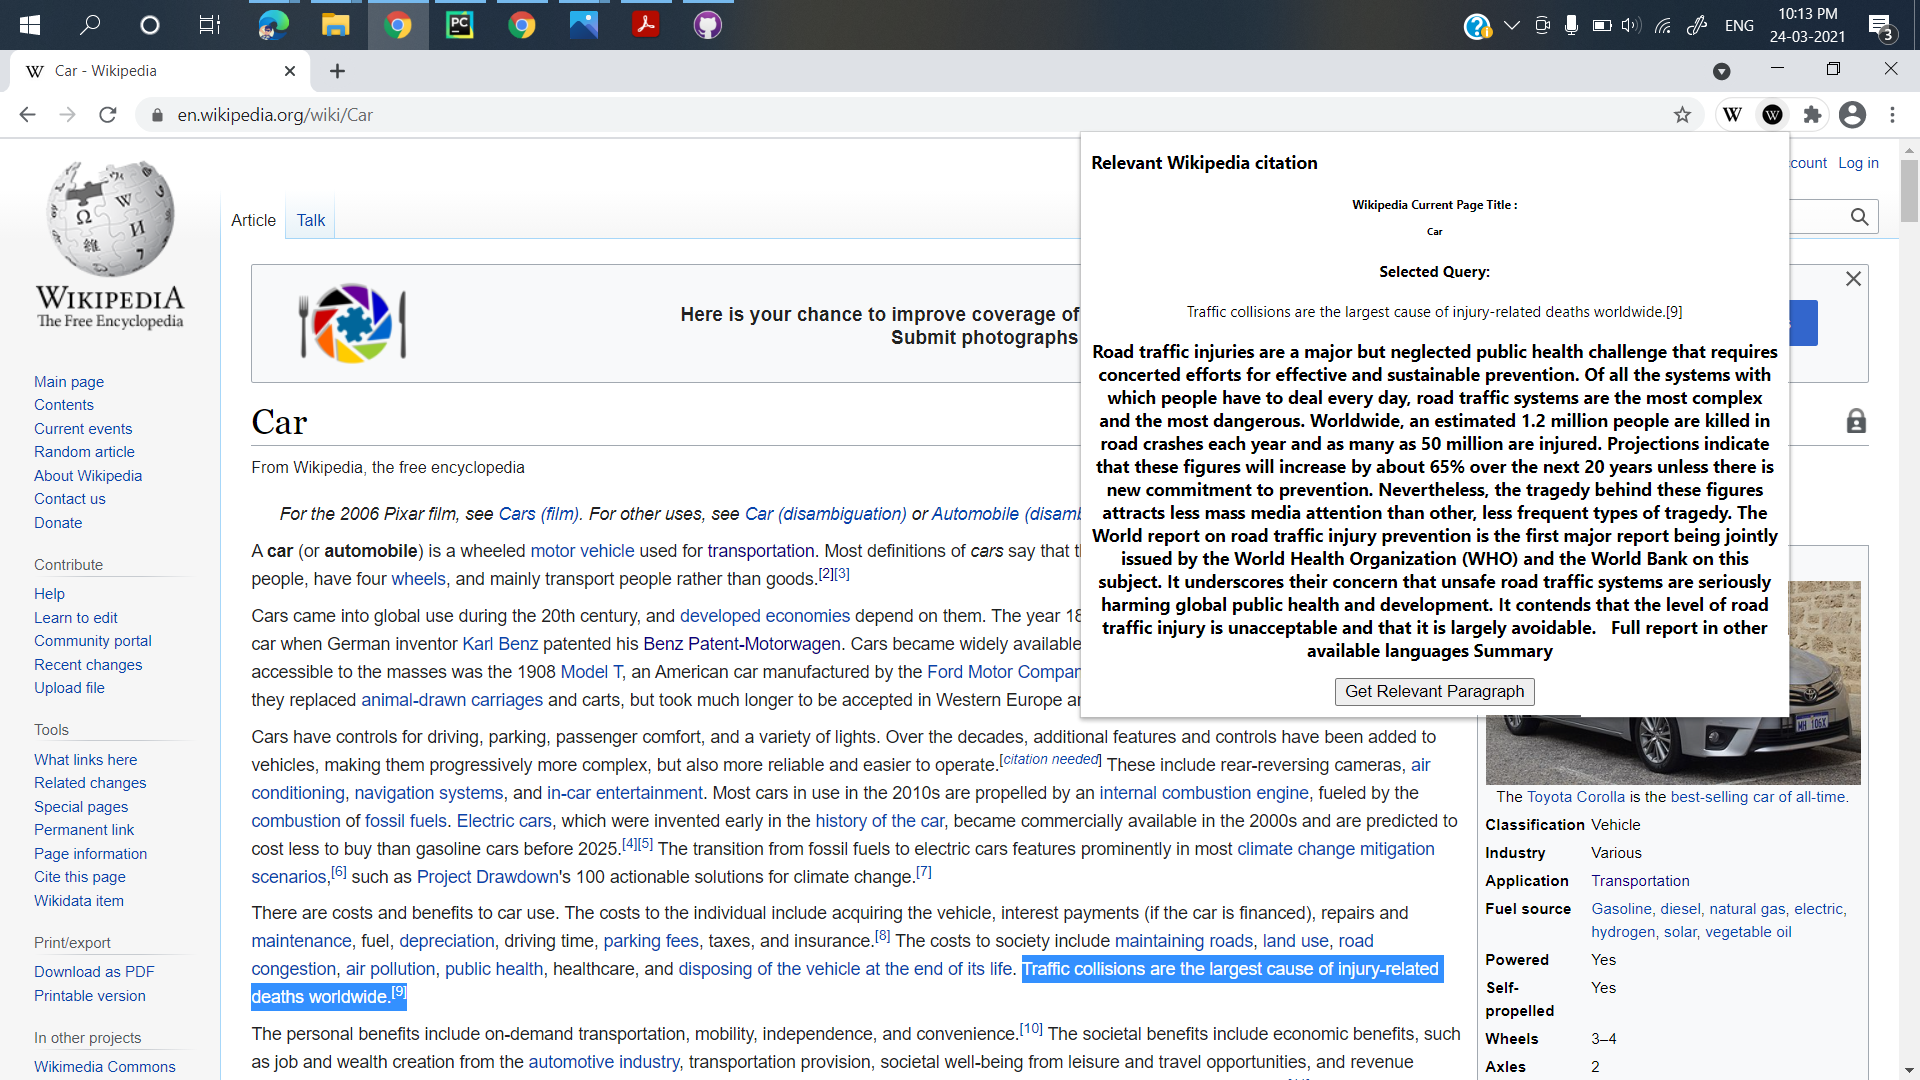 PC
ENG
10:13 PM
24-03-2021
3
W Car - Wikipedia
en.wikipedia.org/wiki/Car
W
W
Relevant Wikipedia citation
Wikipedia Current Page Title :
Car
Selected Query:
Traffic collisions are the largest cause of injury-related deaths worldwide.[9]
Road traffic injuries are a major but neglected public health challenge that requires
concerted efforts for effective and sustainable prevention. Of all the systems with
which people have to deal every day, road traffic systems are the most complex
and the most dangerous. Worldwide, an estimated 1.2 million people are killed in
road crashes each year and as many as 50 million are injured. Projections indicate
that these figures will increase by about 65% over the next 20 years unless there is
new commitment to prevention. Nevertheless, the tragedy behind these figures
attracts less mass media attention than other, less frequent types of tragedy. The
World report on road traffic injury prevention is the first major report being jointly
issued by the World Health Organization (WHO) and the World Bank on this
subject. It underscores their concern that unsafe road traffic systems are seriously
harming global public health and development. It contends that the level of road
traffic injury is unacceptable and that it is largely avoidable.   Full report in other
available languages Summary
Get Relevant Paragraph
count Log in
WIKIPEDIA
The Free Encyclopedia
Main page
Contents
Current events
Random article
About Wikipedia
Contact us
Donate
Contribute
Help
Learn to edit
Community portal
Recent changes
Upload file
Tools
What links here
Related changes
Special pages
Permanent link
Page information
Cite this page
Wikidata item
Print/export
Download as PDF
Printable version
In other projects
Wikimedia Commons
Article Talk
Here is your chance to improve coverage of
Submit photographs
Car
From Wikipedia, the free encyclopedia
For the 2006 Pixar film, see Cars (film). For other uses, see Car (disambiguation) or Automobile (disamb
A car (or automobile) is a wheeled motor vehicle used for transportation. Most definitions of cars say that t
people, have four wheels, and mainly transport people rather than goods.[2][3]
Cars came into global use during the 20th century, and developed economies depend on them. The year 18
car when German inventor Karl Benz patented his Benz Patent-Motorwagen. Cars became widely available
accessible to the masses was the 1908 Model T, an American car manufactured by the Ford Motor Compar
they replaced animal-drawn carriages and carts, but took much longer to be accepted in Western Europe ar
Cars have controls for driving, parking, passenger comfort, and a variety of lights. Over the decades, additional features and controls have been added to
vehicles, making them progressively more complex, but also more reliable and easier to operate.[citation needed] These include rear-reversing cameras, air
conditioning, navigation systems, and in-car entertainment. Most cars in use in the 2010s are propelled by an internal combustion engine, fueled by the
combustion of fossil fuels. Electric cars, which were invented early in the history of the car, became commercially available in the 2000s and are predicted to
cost less to buy than gasoline cars before 2025.[4][5] The transition from fossil fuels to electric cars features prominently in most climate change mitigation
scenarios,[6] such as Project Drawdown's 100 actionable solutions for climate change.[7]
There are costs and benefits to car use. The costs to the individual include acquiring the vehicle, interest payments (if the car is financed), repairs and
maintenance, fuel, depreciation, driving time, parking fees, taxes, and insurance.[8] The costs to society include maintaining roads, land use, road
congestion, air pollution, public health, healthcare, and disposing of the vehicle at the end of its life. Traffic collisions are the largest cause of injury-related
deaths worldwide.[9]
The personal benefits include on-demand transportation, mobility, independence, and convenience.[10] The societal benefits include economic benefits, such
as job and wealth creation from the automotive industry, transportation provision, societal well-being from leisure and travel opportunities, and revenue
The Toyota Corolla is the best-selling car of all-time.
Classification Vehicle
Industry Various
Application Transportation
Fuel source Gasoline, diesel, natural gas, electric,
hydrogen, solar, vegetable oil
Powered Yes
Self- Yes
propelled
Wheels 3–4
Axles 2